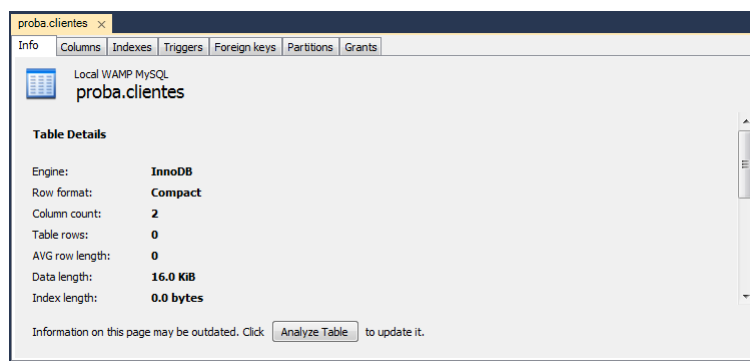 proba.clientes ×
Info Columns Indexes Triggers Foreign keys Partitions Grants
Local WAMP MySQL
proba.clientes
Table Details
Engine: InnoDB
Row format: Compact
Column count: 2
Table rows: 0
AVG row length: 0
Data length: 16.0 KiB
Index length: 0.0 bytes
Information on this page may be outdated. Click Analyze Table to update it.